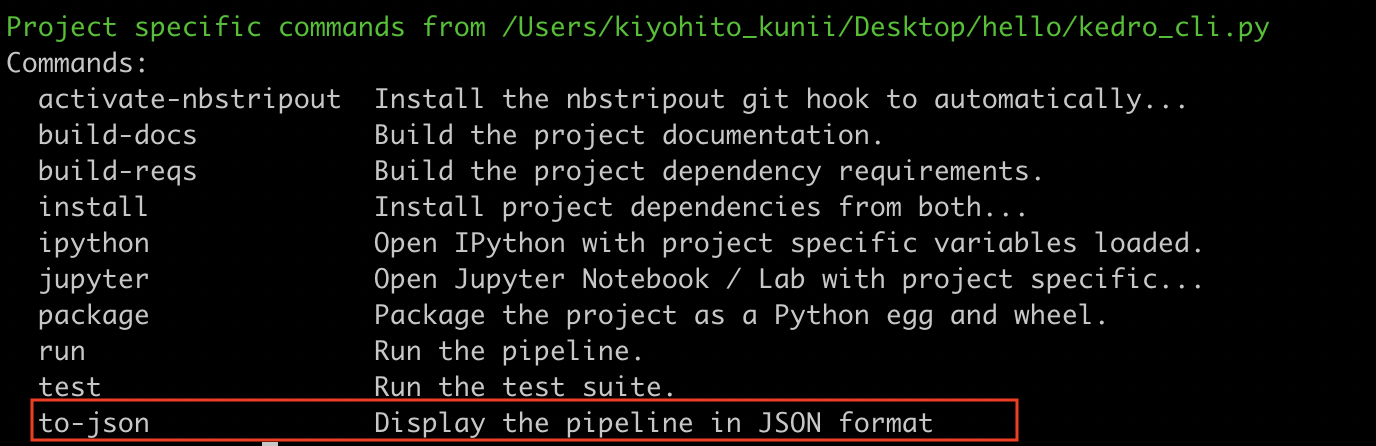 Project specific commands from /Users/kiyohito_kunii/Desktop/hello/kedro_cli.py
Commands:
  activate-nbstripout  Install the nbstripout git hook to automatically...
  build-docs           Build the project documentation.
  build-reqs           Build the project dependency requirements.
  install              Install project dependencies from both...
  ipython              Open IPython with project specific variables loaded.
  jupyter              Open Jupyter Notebook / Lab with project specific...
  package              Package the project as a Python egg and wheel.
  run                  Run the pipeline.
  test                 Run the test suite.
  to-json              Display the pipeline in JSON format